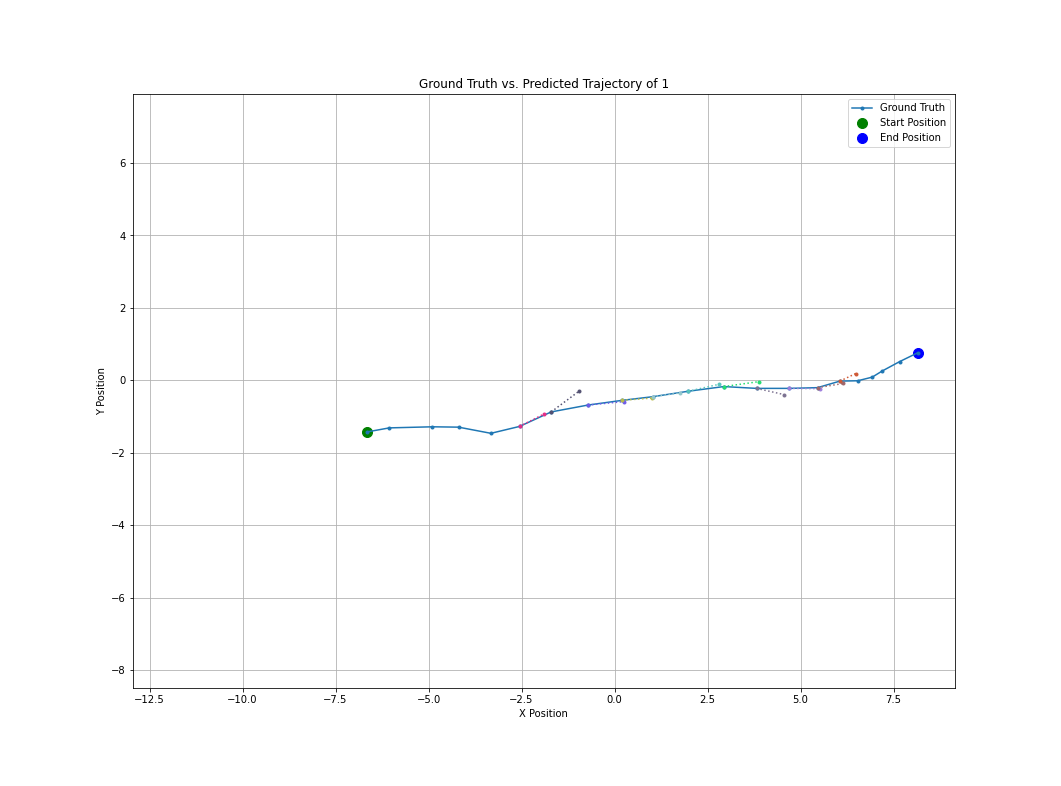 Ground Truth vs. Predicted Trajectory of 1
Ground Truth
Start Position
End Position
6
4
2
0
−2
−4
−6
−8
Y Position
−12.5 −10.0 −7.5 −5.0 −2.5 0.0 2.5 5.0 7.5
X Position